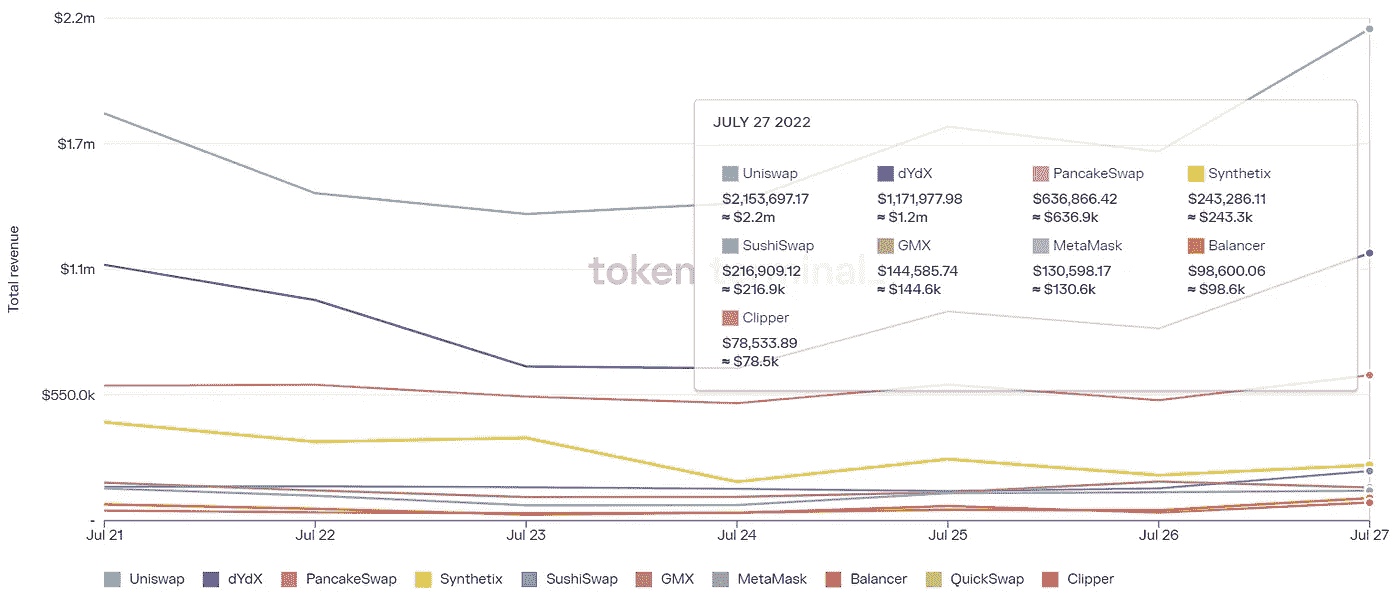 $2.2m
$1.7m
$1.1m
$550.0k
-
Total revenue
token terminal
JULY 27 2022
Uniswap dYdX PancakeSwap Synthetix
$2,153,697.17 $1,171,977.98 $636,866.42 $243,286.11
≈ $2.2m ≈ $1.2m ≈ $636.9k ≈ $243.3k
SushiSwap GMX MetaMask Balancer
$216,909.12 $144,585.74 $130,598.17 $98,600.06
≈ $216.9k ≈ $144.6k ≈ $130.6k ≈ $98.6k
Clipper
$78,533.89
≈ $78.5k
Jul 21 Jul 22 Jul 23 Jul 24 Jul 25 Jul 26 Jul 27
Uniswap dYdX PancakeSwap Synthetix SushiSwap GMX MetaMask Balancer QuickSwap Clipper